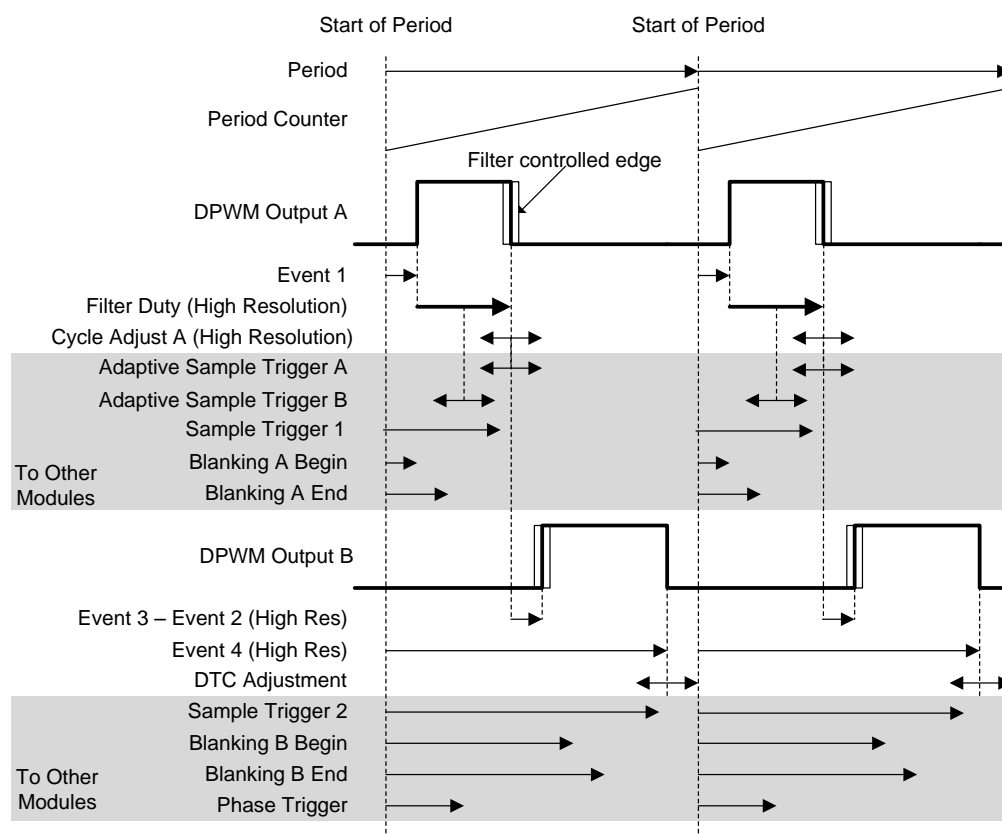 Start of Period
Start of Period
Period
Period Counter
Filter controlled edge
DPWM Output A
Event 1
Filter Duty (High Resolution)
Cycle Adjust A (High Resolution)
Adaptive Sample Trigger A
Adaptive Sample Trigger B
Sample Trigger 1
Blanking A Begin
To Other
Modules
Blanking A End
DPWM Output B
Event 3 – Event 2 (High Res)
Event 4 (High Res)
DTC Adjustment
Sample Trigger 2
Blanking B Begin
Blanking B End
To Other
Modules
Phase Trigger